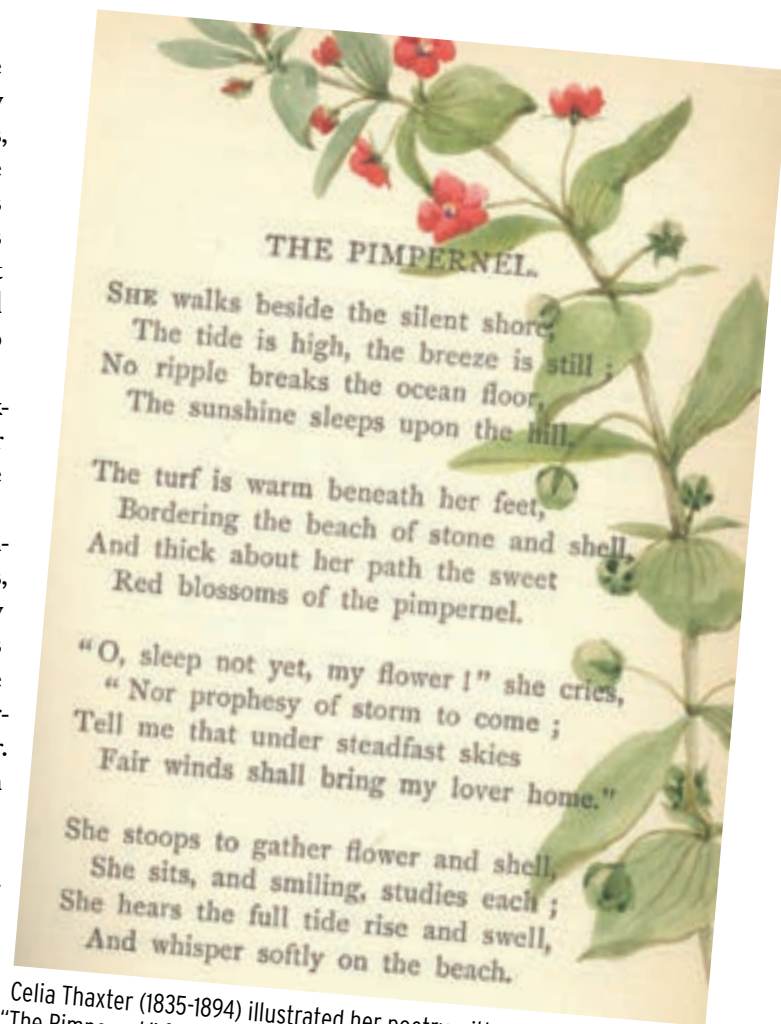 THE PIMPERNEL.
SHE walks beside the silent shore,
The tide is high, the breeze is still ;
No ripple breaks the ocean floor,
The sunshine sleeps upon the hill.
The turf is warm beneath her feet,
Bordering the beach of stone and shell,
And thick about her path the sweet
Red blossoms of the pimpernel.
“O, sleep not yet, my flower !” she cries,
“ Nor prophesy of storm to come ;
Tell me that under steadfast skies
Fair winds shall bring my lover home.”
She stoops to gather flower and shell,
She sits, and smiling, studies each ;
She hears the full tide rise and swell,
And whisper softly on the beach.
Celia Thaxter (1835-1894) illustrated her poetry